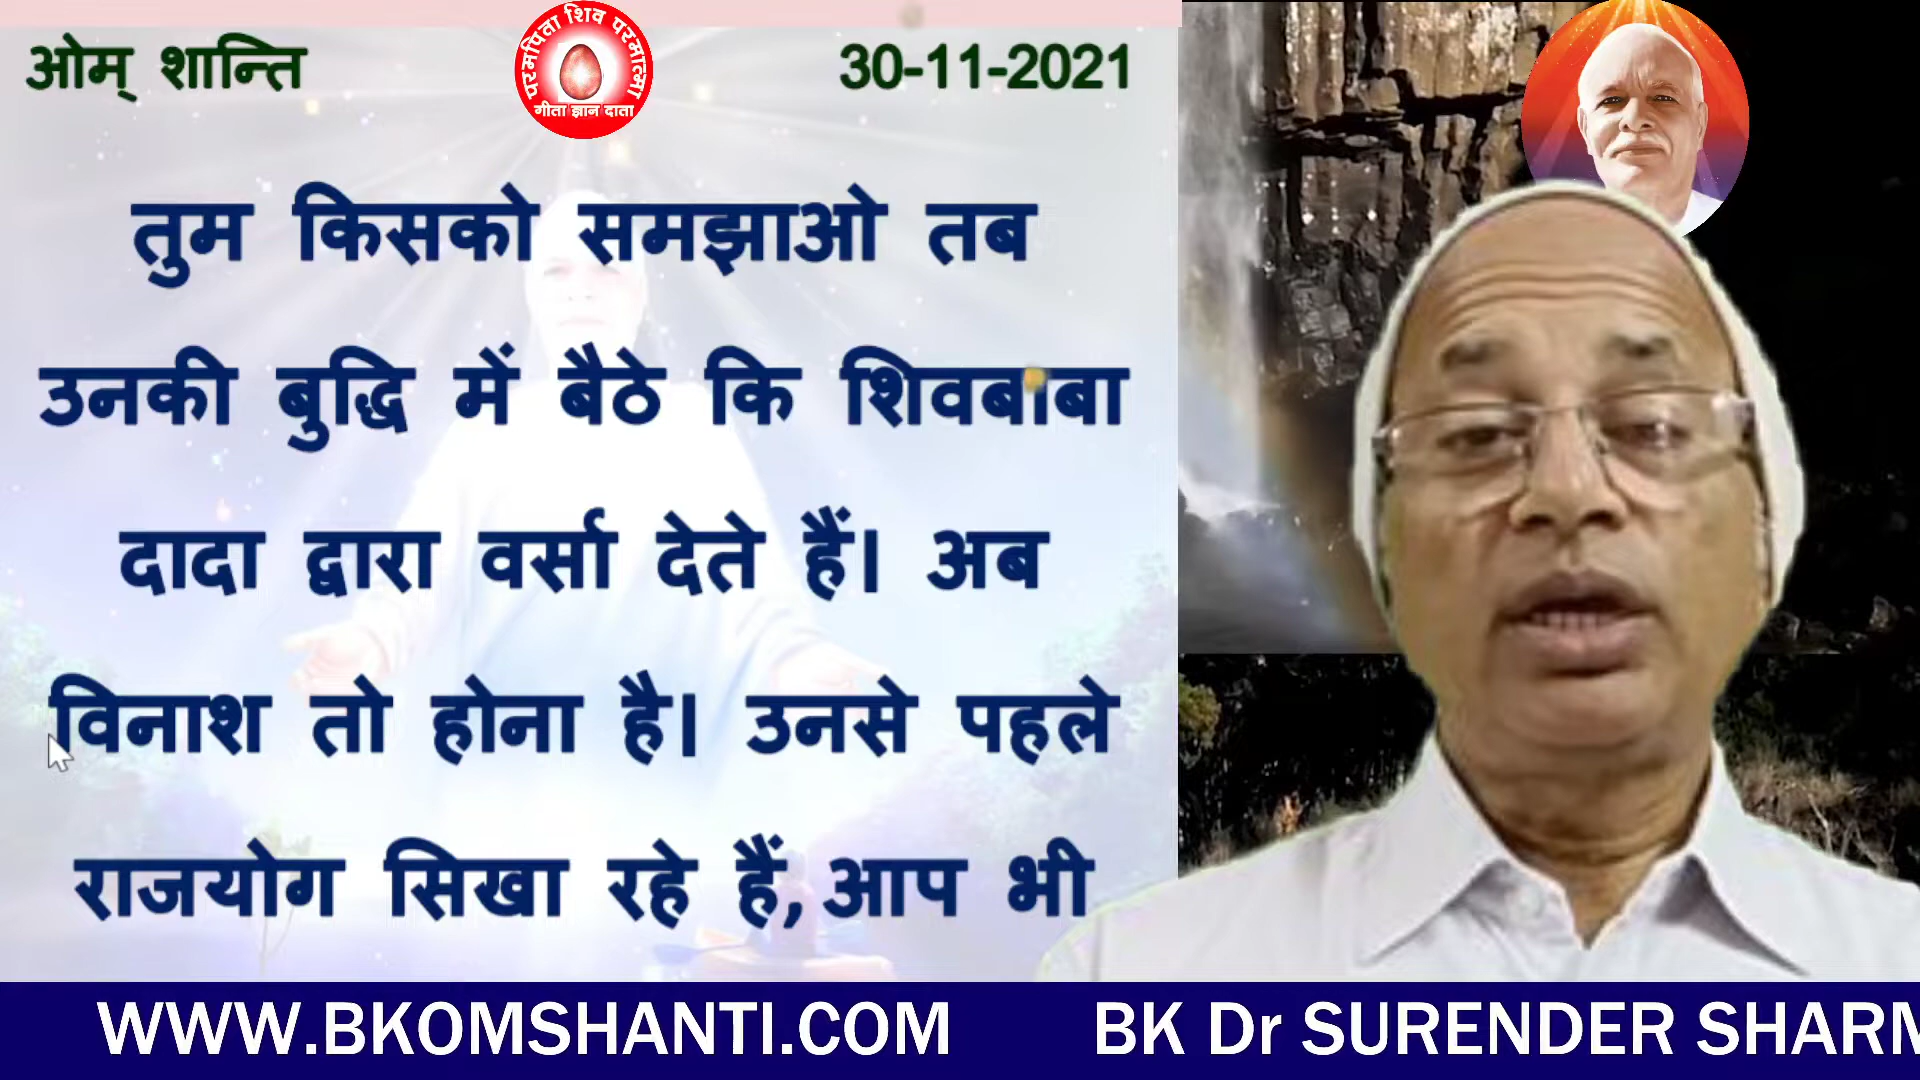 ओम् शान्ति
परमपिता शिव परमात्मा
गीता ज्ञान दाता
30-11-2021
तुम किसको समझाओ तब
उनकी बुद्धि में बैठे कि शिवबाबा
दादा द्वारा वर्सा देते हैं। अब
विनाश तो होना है। उनसे पहले
राजयोग सिखा रहे हैं, आप भी
WWW.BKOMSHANTI.COM BK Dr SURENDER SHARM